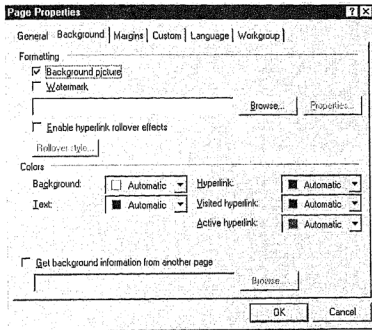 Page Properties
General Background Margins Custom Language Workgroup
Formatting
Background picture
Watermark
Browse... Properties...
Enable hyperlink rollover effects
Rollover style...
Colors
Background: Automatic Hyperlink: Automatic
Text: Automatic Visited hyperlink: Automatic
Active hyperlink: Automatic
Get background information from another page
Browse...
OK Cancel